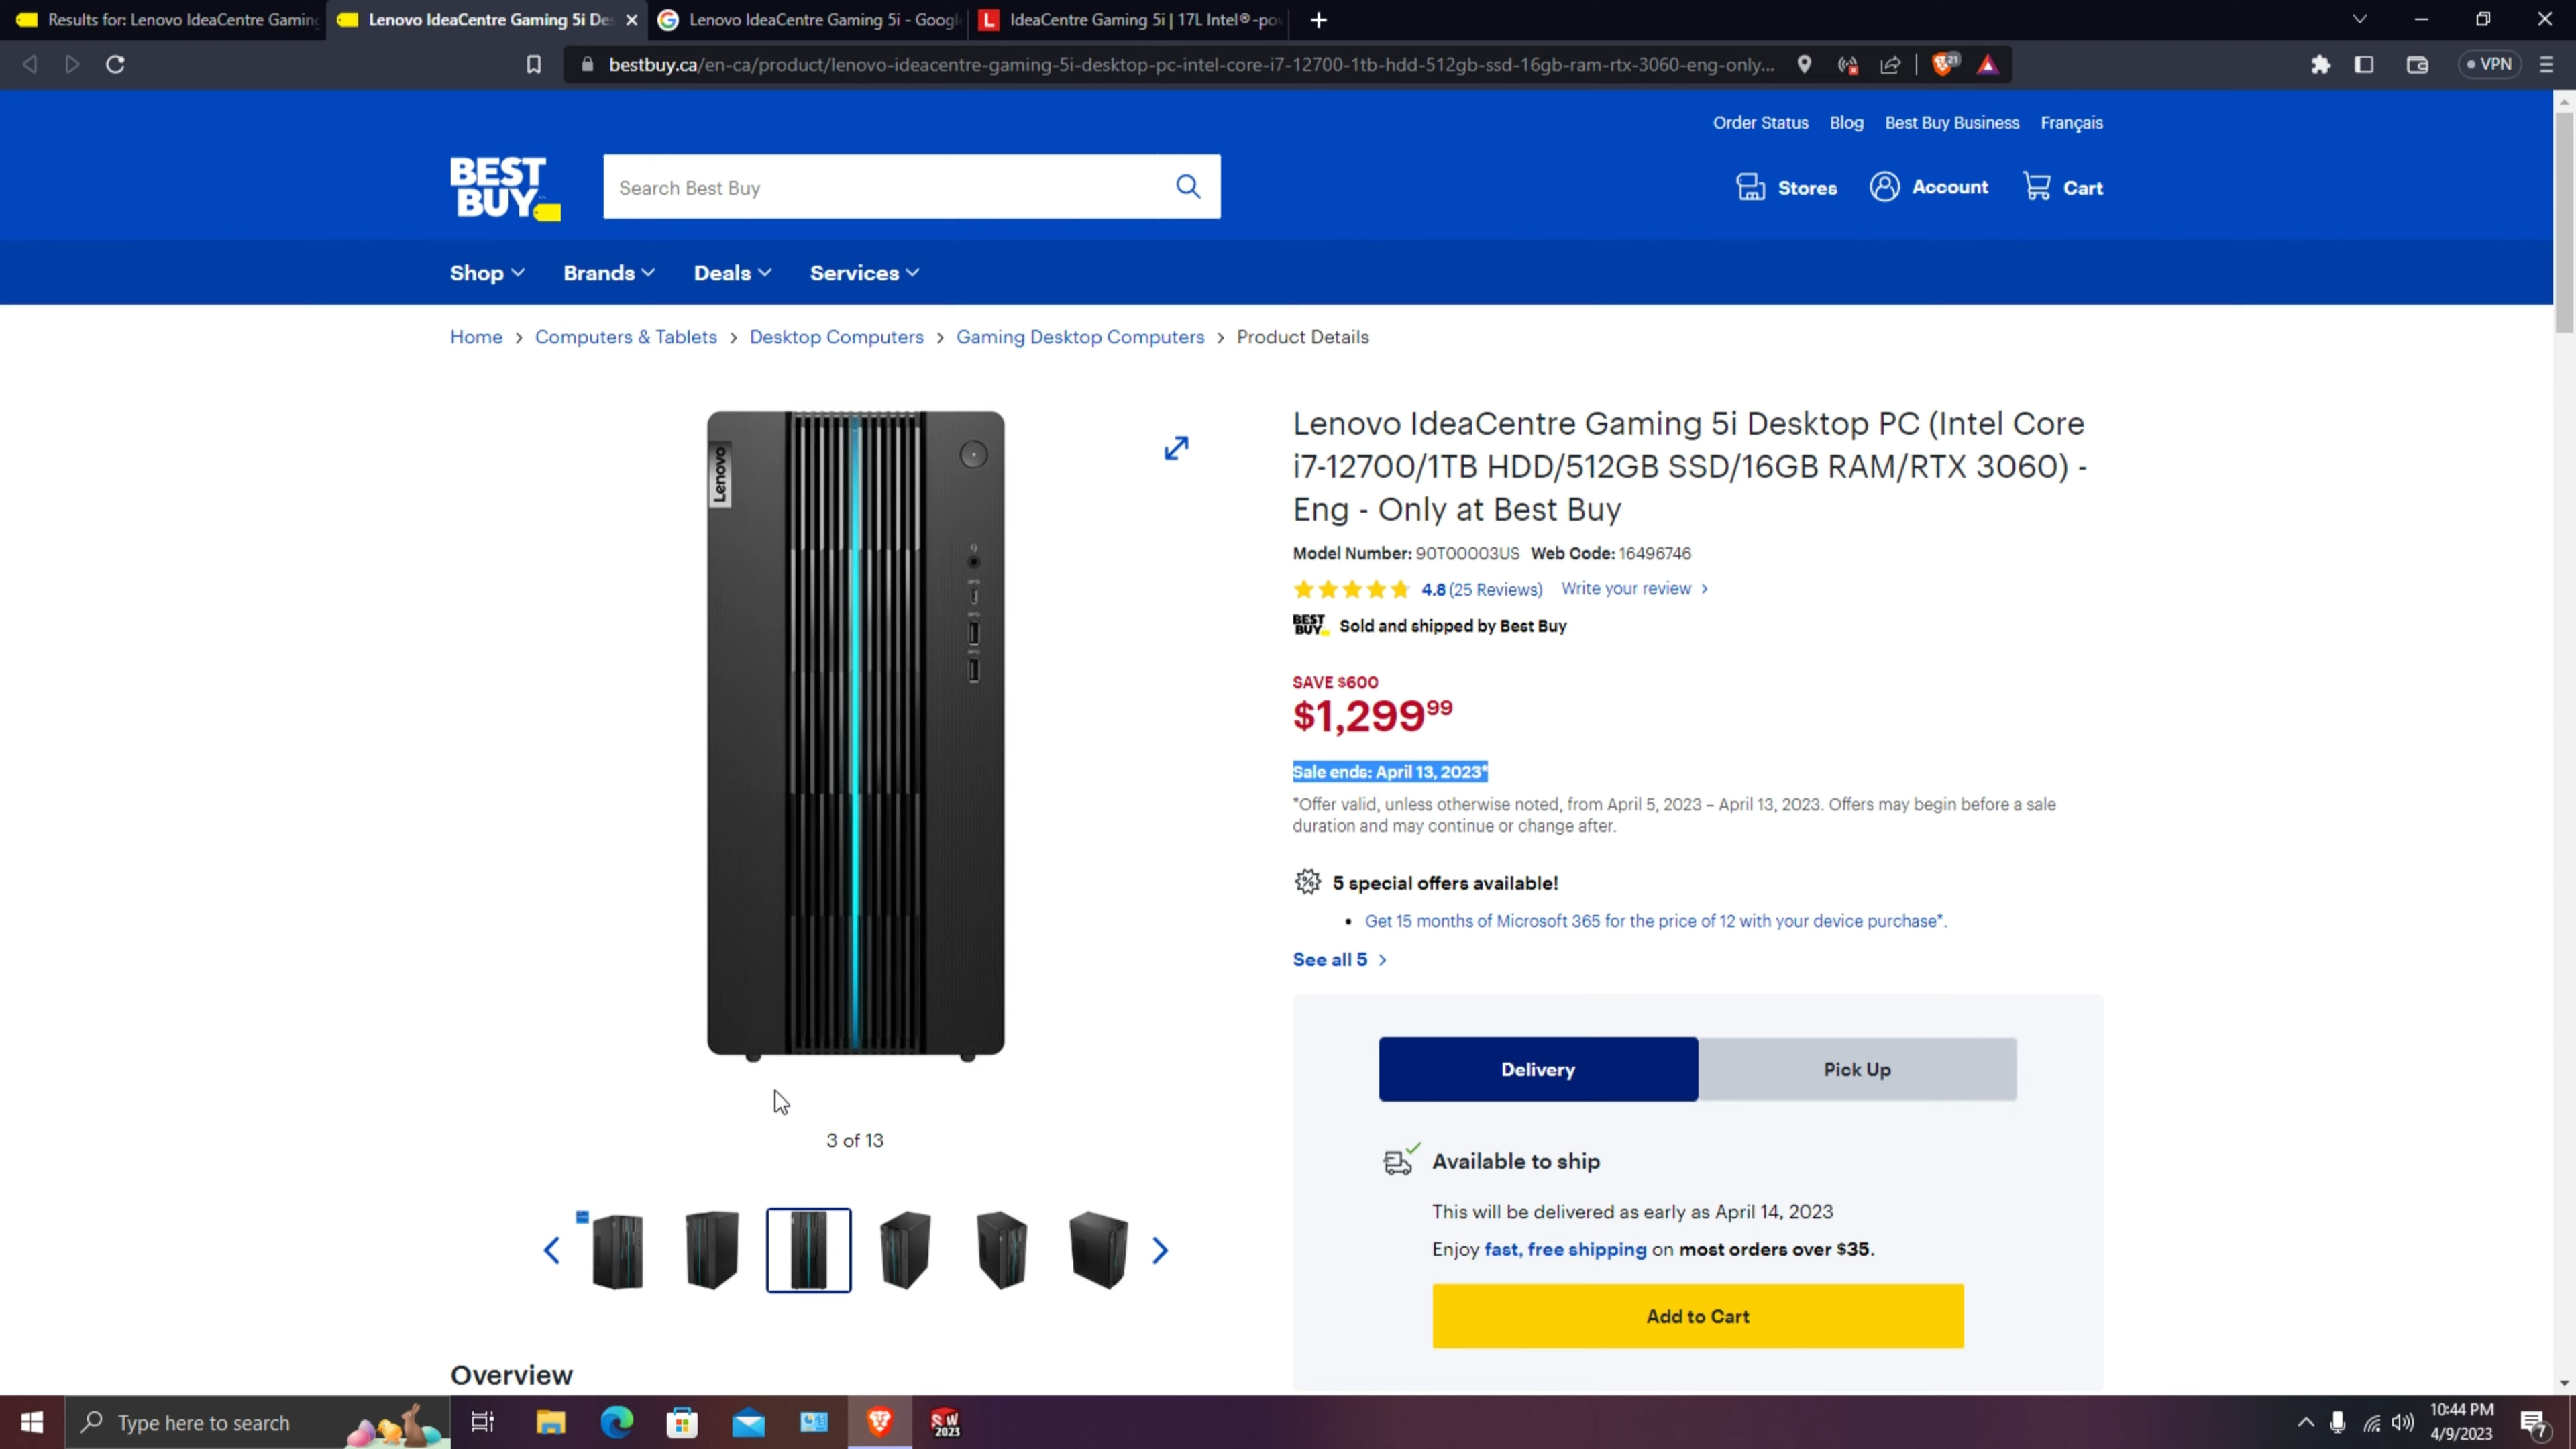 Results for: Lenovo IdeaCentre Gaming
Lenovo IdeaCentre Gaming 5i De
Lenovo IdeaCentre Gaming 5i - Googl
L
IdeaCentre Gaming 5i | 17L Intel®-pow
bestbuy.ca/en-ca/product/lenovo-ideacentre-gaming-5i-desktop-pc-intel-core-i7-12700-1tb-hdd-512gb-ssd-16gb-ram-rtx-3060-eng-only...
21
VPN
Order Status
Blog
Best Buy Business
Français
BEST
BUY
Search Best Buy
Stores
Account
Cart
Shop
Brands
Deals
Services
Home > Computers & Tablets > Desktop Computers > Gaming Desktop Computers > Product Details
Lenovo
3 of 13
Lenovo IdeaCentre Gaming 5i Desktop PC (Intel Core
i7-12700/1TB HDD/512GB SSD/16GB RAM/RTX 3060) -
Eng - Only at Best Buy
Model Number: 90T00003US Web Code: 16496746
4.8 (25 Reviews) Write your review >
BEST
BUY
Sold and shipped by Best Buy
SAVE $600
$1,299 99
Sale ends: April 13, 2023*
*Offer valid, unless otherwise noted, from April 5, 2023 – April 13, 2023. Offers may begin before a sale
duration and may continue or change after.
5 special offers available!
• Get 15 months of Microsoft 365 for the price of 12 with your device purchase*.
See all 5 >
Delivery
Pick Up
Available to ship
This will be delivered as early as April 14, 2023
Enjoy fast, free shipping on most orders over $35.
Add to Cart
Overview
Type here to search
SW
2023
10:44 PM
4/9/2023
7